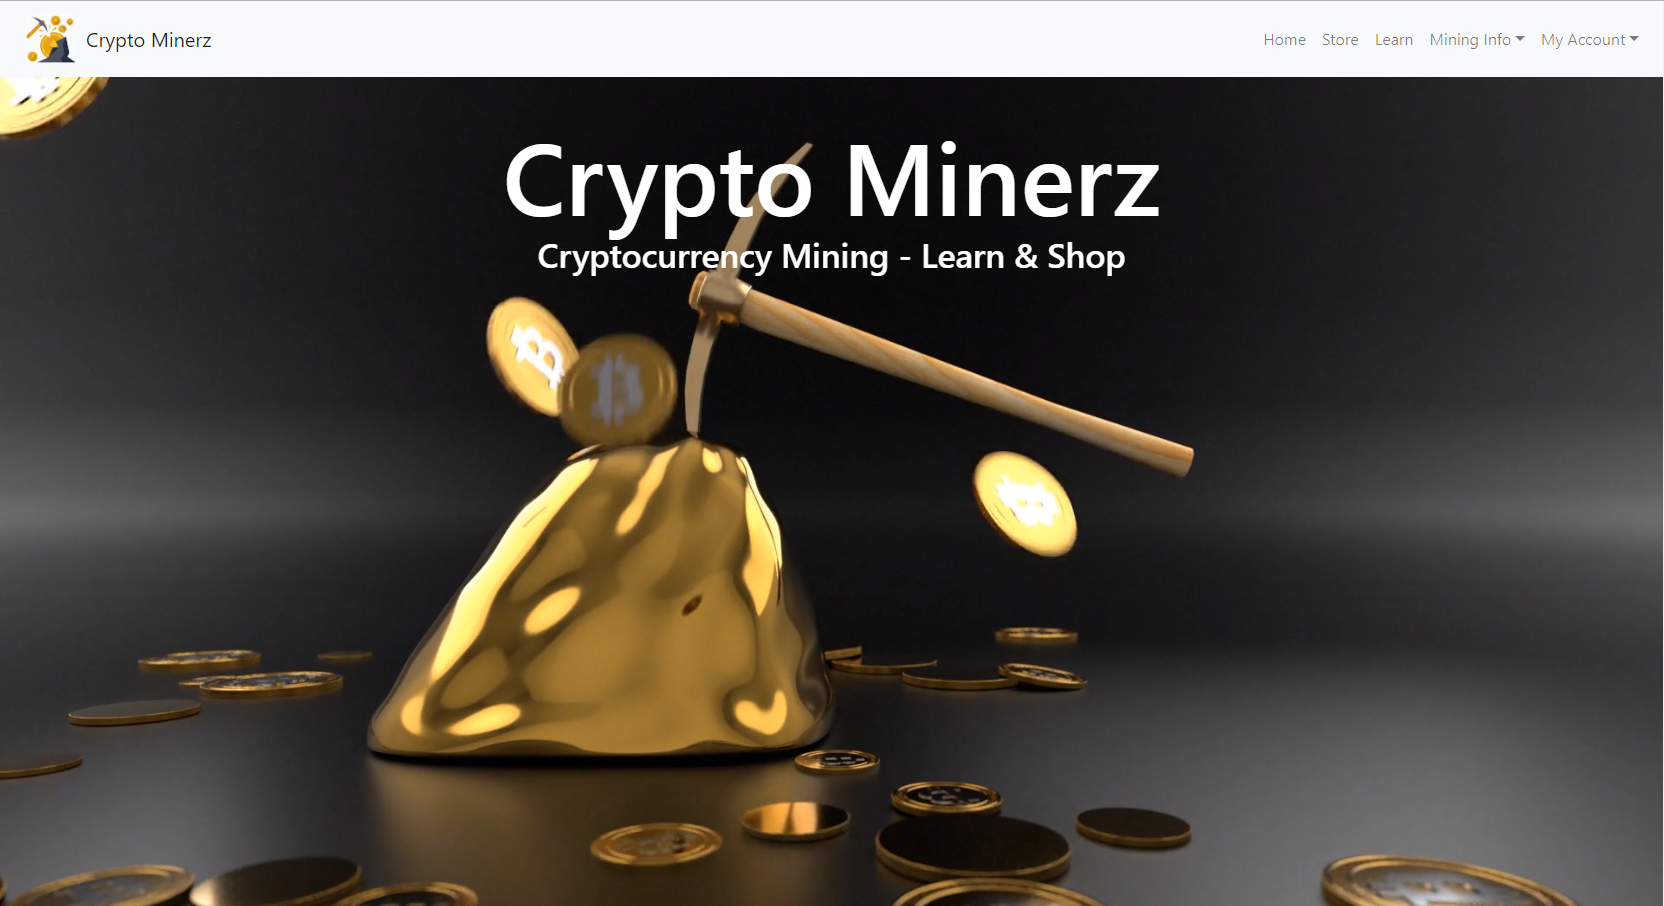 Crypto Minerz
Home Store Learn Mining Info My Account
Crypto Minerz
Cryptocurrency Mining - Learn & Shop